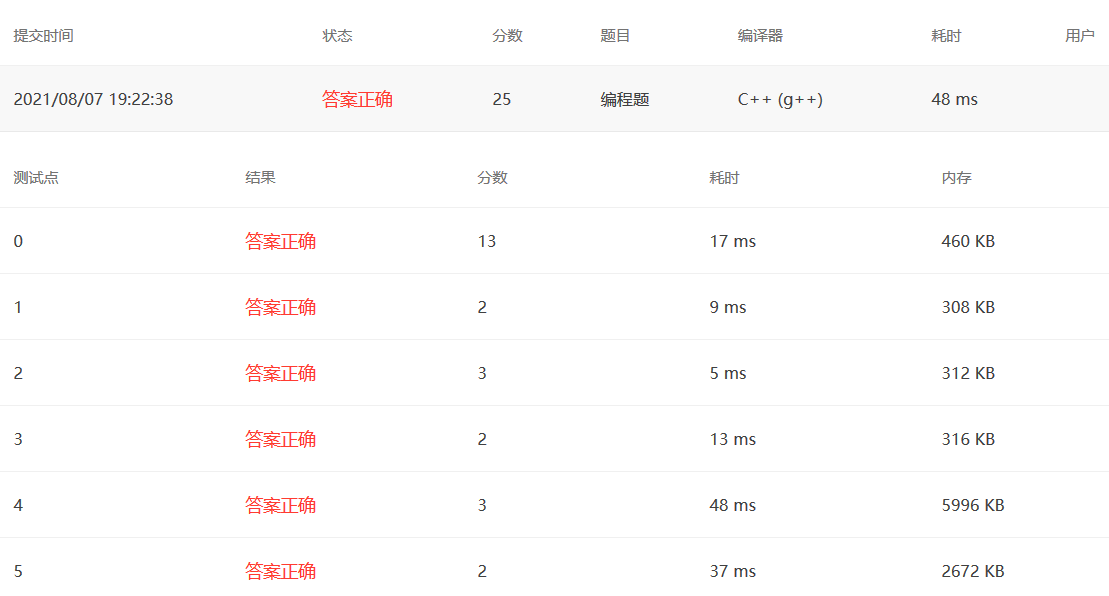 提交时间 状态 分数 题目 编译器 耗时 用户
2021/08/07 19:22:38 答案正确 25 编程题 C++ (g++) 48 ms
测试点 结果 分数 耗时 内存
0 答案正确 13 17 ms 460 KB
1 答案正确 2 9 ms 308 KB
2 答案正确 3 5 ms 312 KB
3 答案正确 2 13 ms 316 KB
4 答案正确 3 48 ms 5996 KB
5 答案正确 2 37 ms 2672 KB